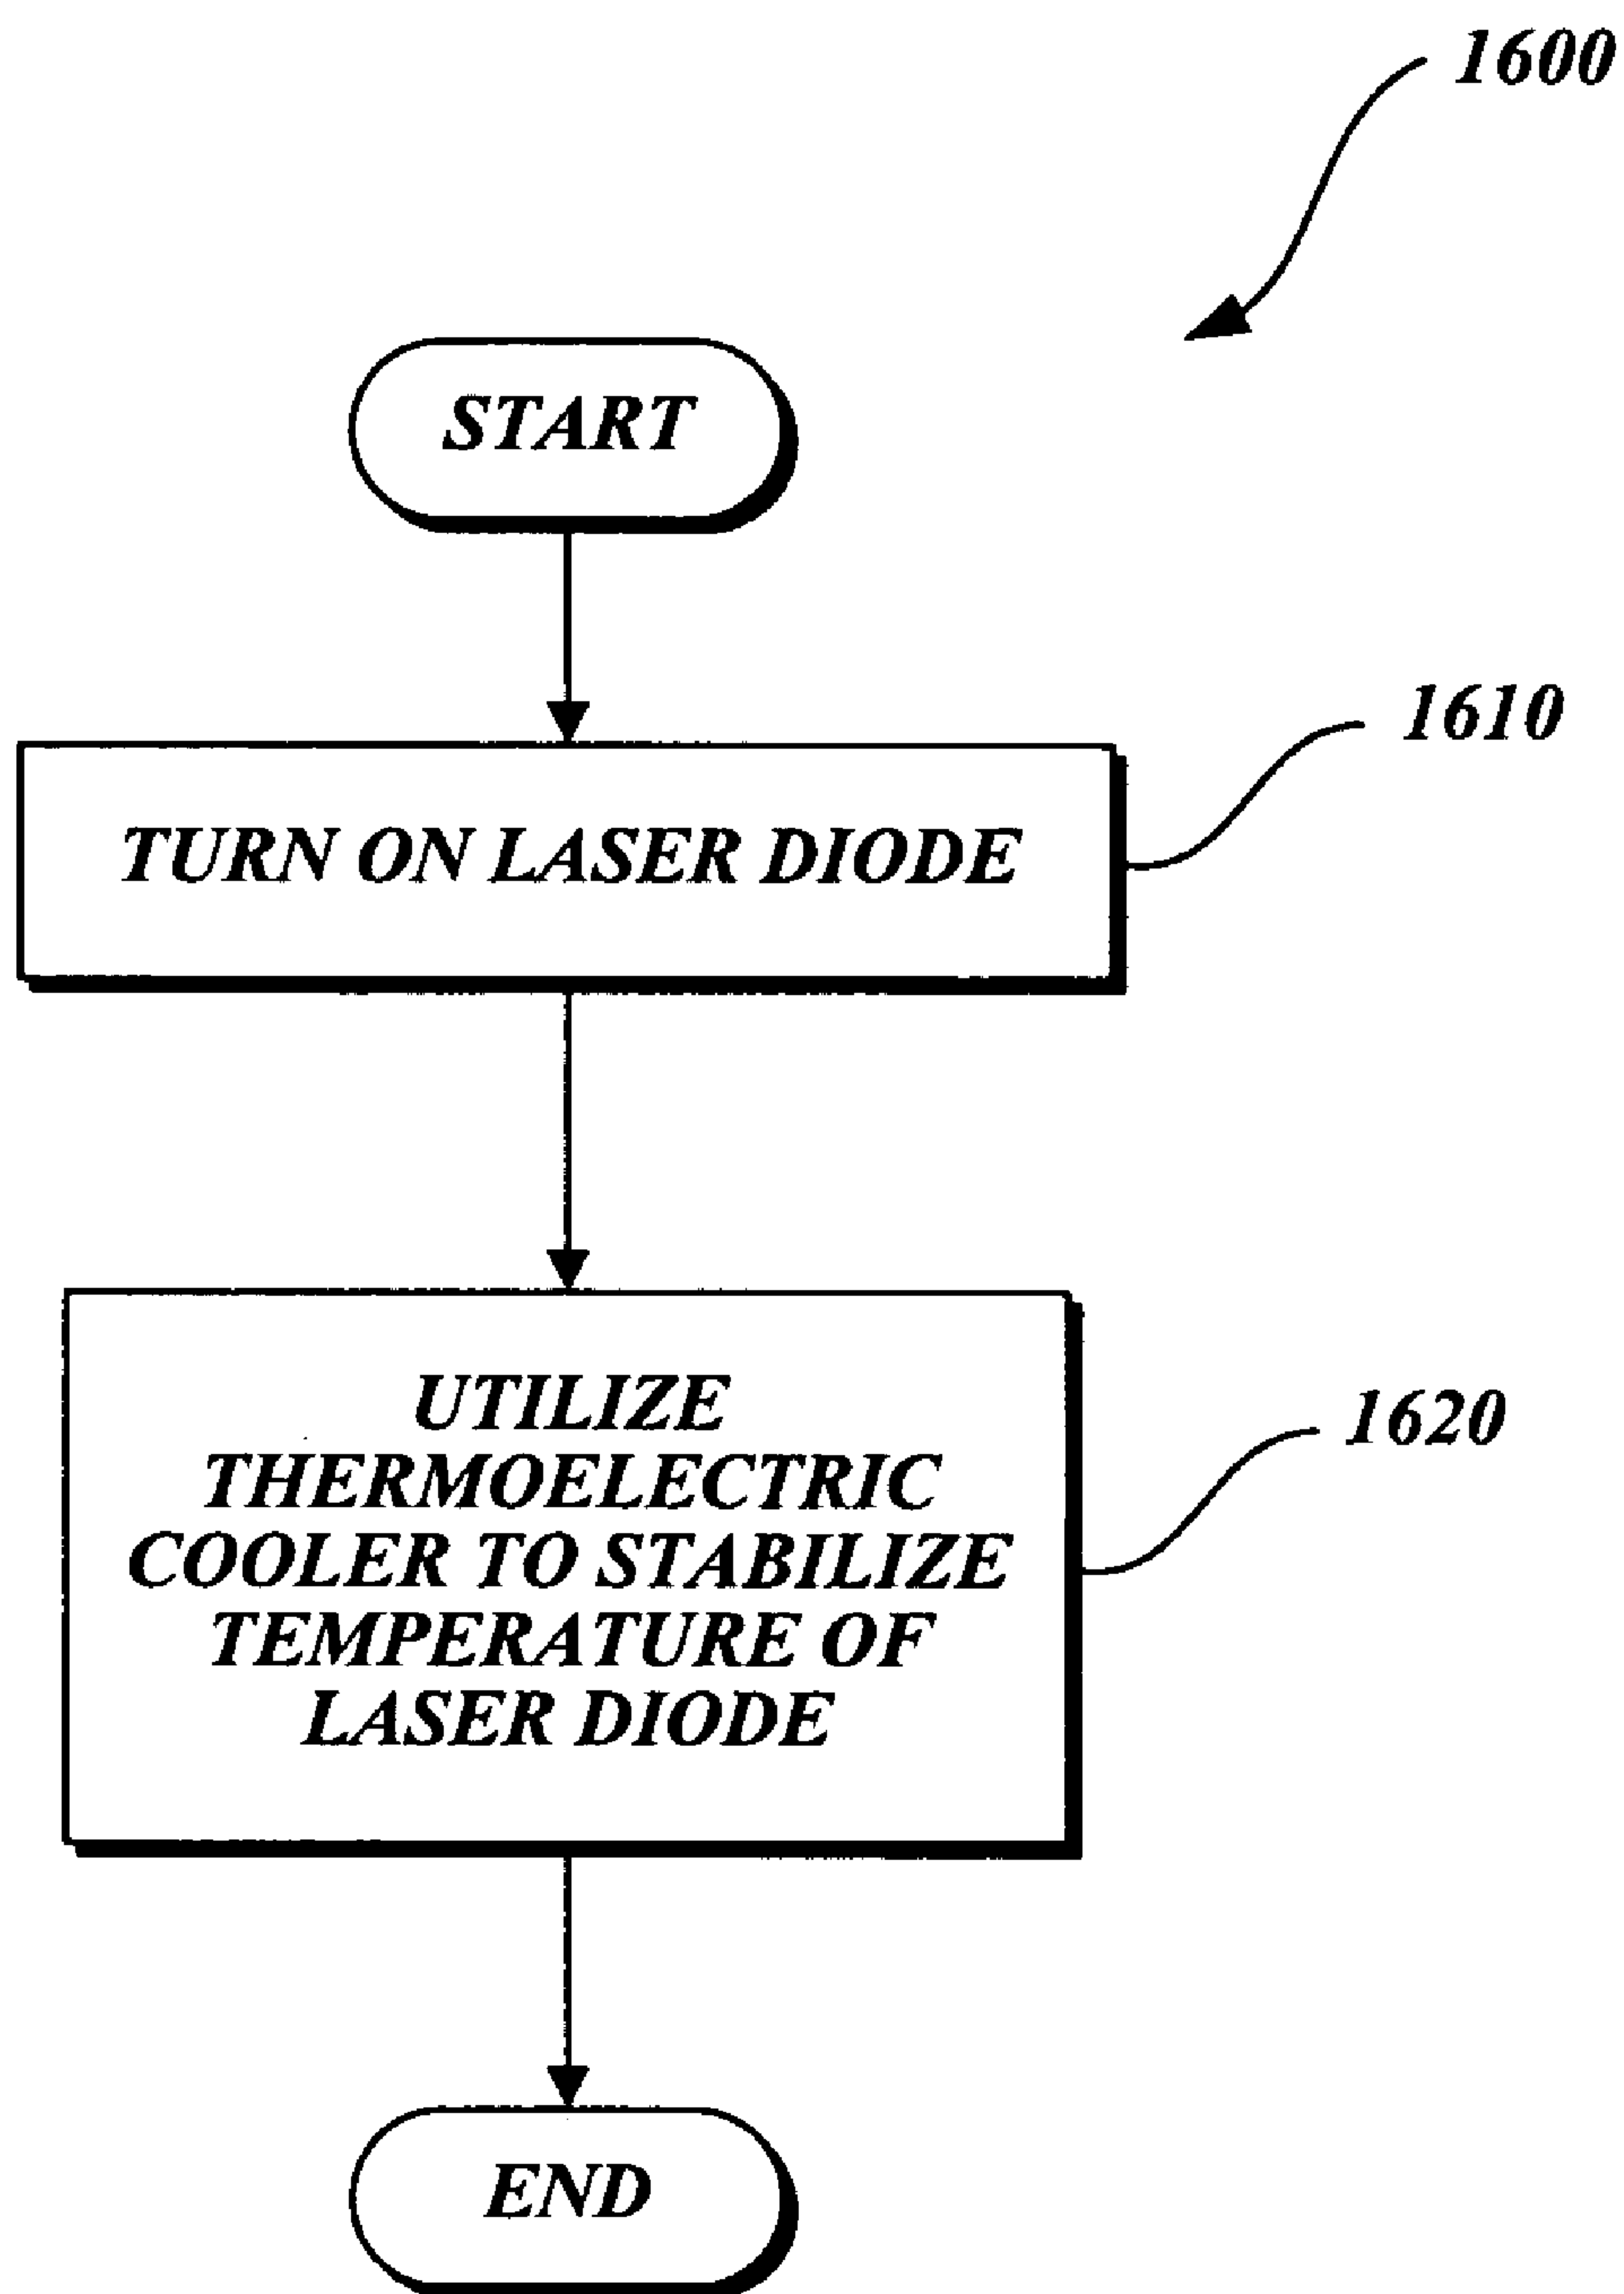 1600
START
1610
TURN ON LASER DIODE
UTILIZE
THERMOELECTRIC
1620
COOLER TO STABILIZE
TEMPERATURE OF
LASER DIODE
END